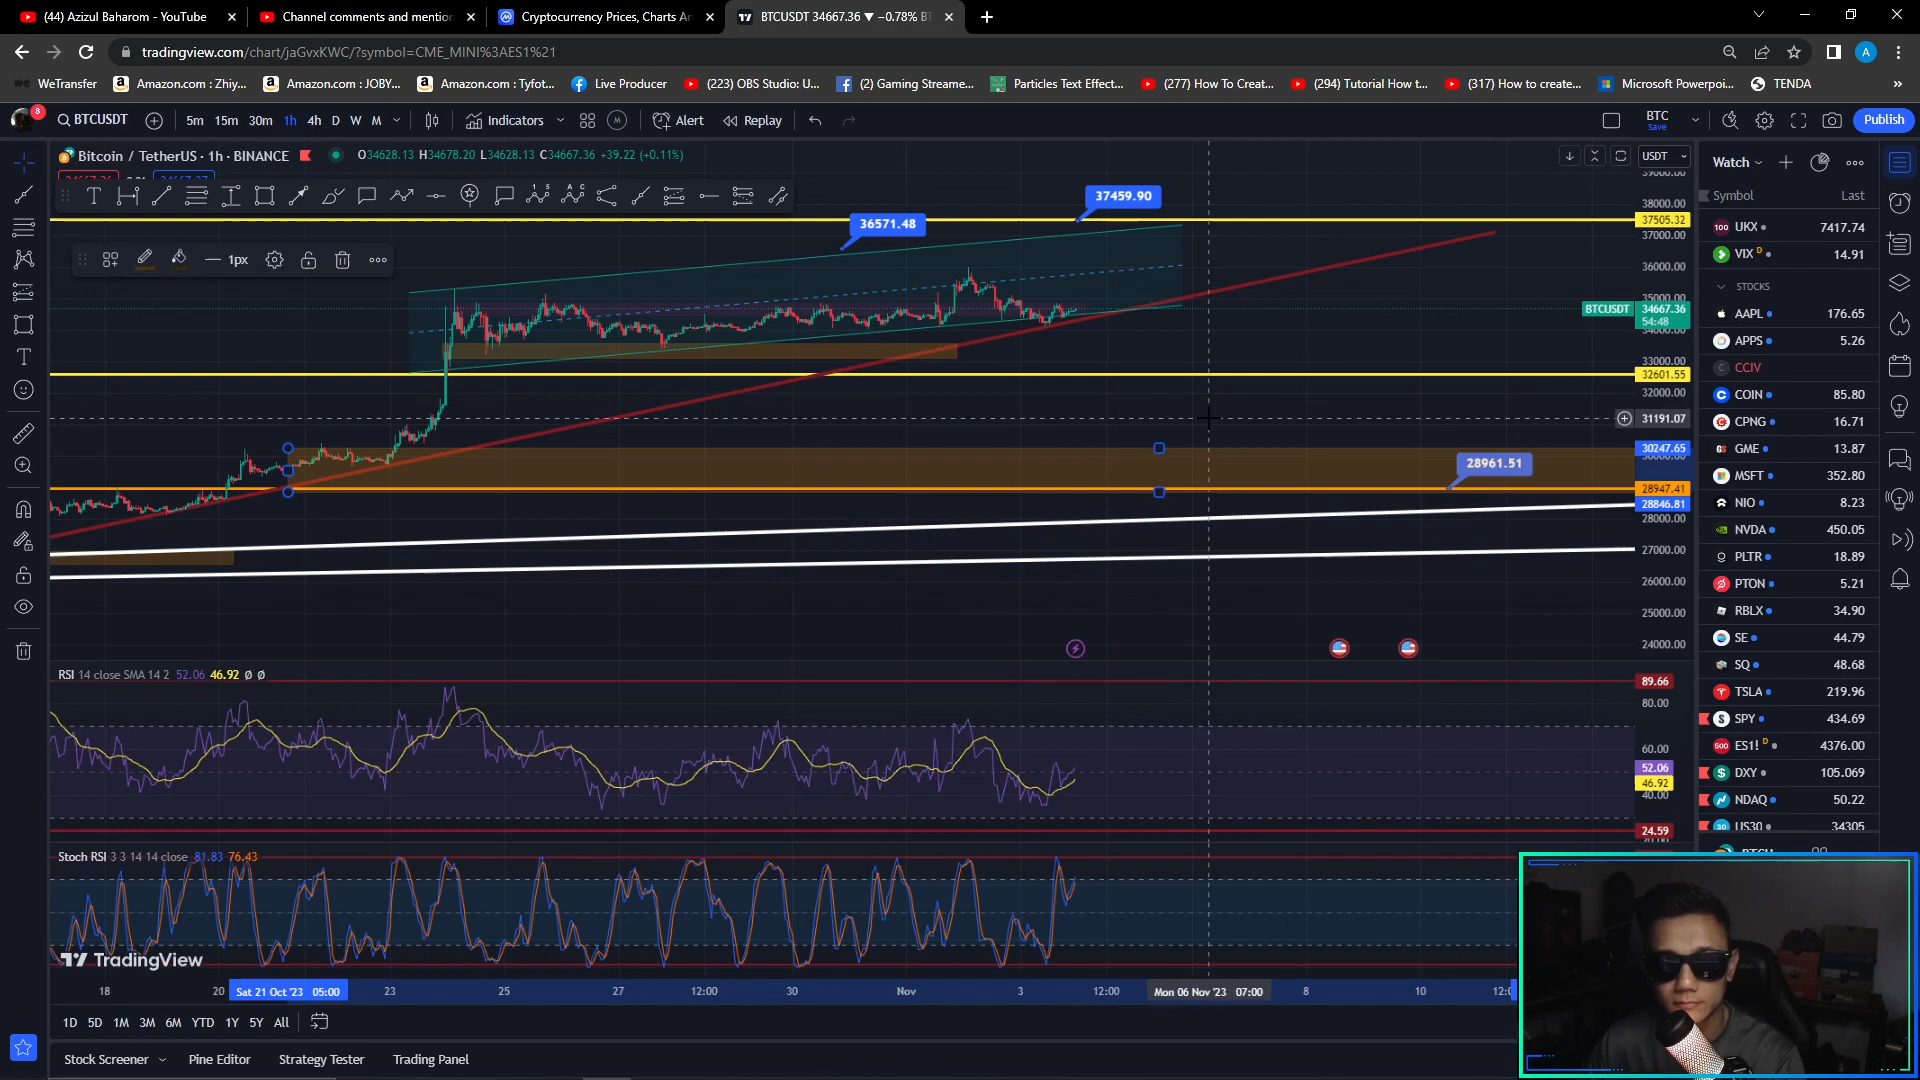 (44) Azizul Baharom - YouTube
Channel comments and mention
Cryptocurrency Prices, Charts An
BTCUSDT 34667.36 ▼ −0.78% BT
tradingview.com/chart/jaGvxKWC/?symbol=CME_MINI%3AES1%21
A
we WeTransfer
Amazon.com : Zhiy...
Amazon.com : JOBY...
Amazon.com : Tyfot...
Live Producer
(223) OBS Studio: U...
(2) Gaming Streame...
Particles Text Effect...
(277) How To Creat...
(294) Tutorial How t...
(317) How to create...
Microsoft Powerpoi...
TENDA
»
8
BTCUSDT
5m 15m 30m 1h 4h D W M
Indicators
M
Alert
Replay
BTC
Save
Publish
Bitcoin / TetherUS · 1h · BINANCE
O34628.13 H34678.20 L34628.13 C34667.36 +39.22 (+0.11%)
USDT
1px
36571.48
37459.90
28961.51
38000.00
37505.32
37000.00
36000.00
35000.00
BTCUSDT 34667.36
54:48
34000.00
33000.00
32601.55
32000.00
31191.07
30247.65
30000.00
28947.41
28846.81
28000.00
27000.00
26000.00
25000.00
24000.00
RSI 14 close SMA 14 2 52.06 46.92 Ø Ø
89.66
80.00
60.00
52.06
46.92
40.00
24.59
Stoch RSI 3 3 14 14 close 81.83 76.43
TradingView
18
20
Sat 21 Oct '23 05:00
23
25
27
12:00
30
Nov
3
12:00
Mon 06 Nov '23 07:00
8
10
1D 5D 1M 3M 6M YTD 1Y 5Y All
Stock Screener
Pine Editor
Strategy Tester
Trading Panel
Watch
Symbol Last
UKX 7417.74
VIX D 14.91
STOCKS
AAPL 176.65
APPS 5.26
CCIV
COIN 85.80
CPNG 16.71
GME 13.87
MSFT 352.80
NIO 8.23
NVDA 450.05
PLTR 18.89
PTON 5.21
RBLX 34.90
SE 44.79
SQ 48.68
TSLA 219.96
SPY 434.69
ES1! D 4376.00
DXY 105.069
NDAQ 50.22
US30 34305